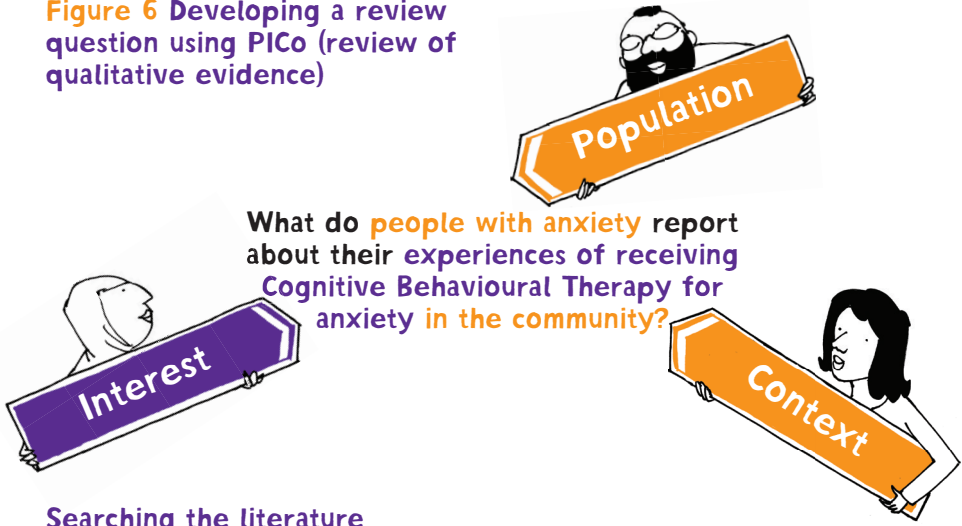 Figure 6 Developing a review
question using PICo (review of
qualitative evidence)
Population
What do people with anxiety report
about their experiences of receiving
Cognitive Behavioural Therapy for
anxiety in the community?
Interest
Context
Searching the literature